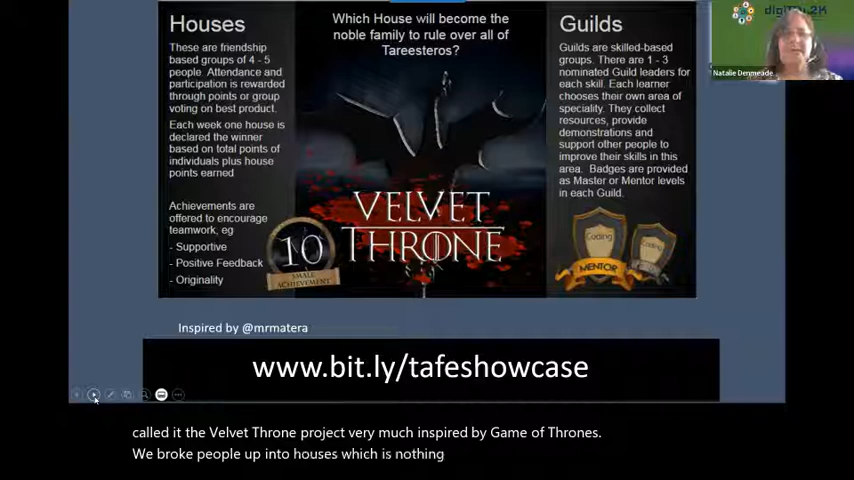 Houses
These are friendship
based groups of 4 - 5
people. Attendance and
participation is rewarded
through points or group
voting on best product.
Each week one house is
declared the winner
based on total points of
individuals plus house
points earned
Achievements are
offered to encourage
teamwork, eg
- Supportive
- Positive Feedback
- Originality
10
SMALL
ACHIEVEMENT
Which House will become the
noble family to rule over all of
Tareesteros?
VELVET
THRONE
Guilds
Guilds are skilled-based
groups. There are 1 - 3
nominated Guild leaders for
each skill. Each learner
chooses their own area of
speciality. They collect
resources, provide
demonstrations and
support other people to
improve their skills in this
area. Badges are provided
as Master or Mentor levels
in each Guild.
Coding
MENTOR
Coding
Natalie Denmeade
Inspired by @mrmatera
www.bit.ly/tafeshowcase
called it the Velvet Throne project very much inspired by Game of Thrones.
We broke people up into houses which is nothing